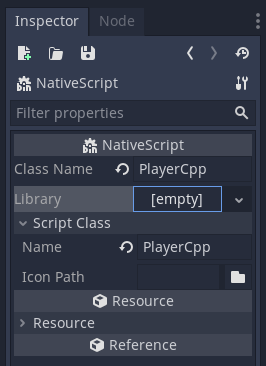 Inspector Node
NativeScript
Filter properties
NativeScript
Class Name PlayerCpp
Library [empty]
Script Class
Name PlayerCpp
Icon Path
Resource
Resource
Reference